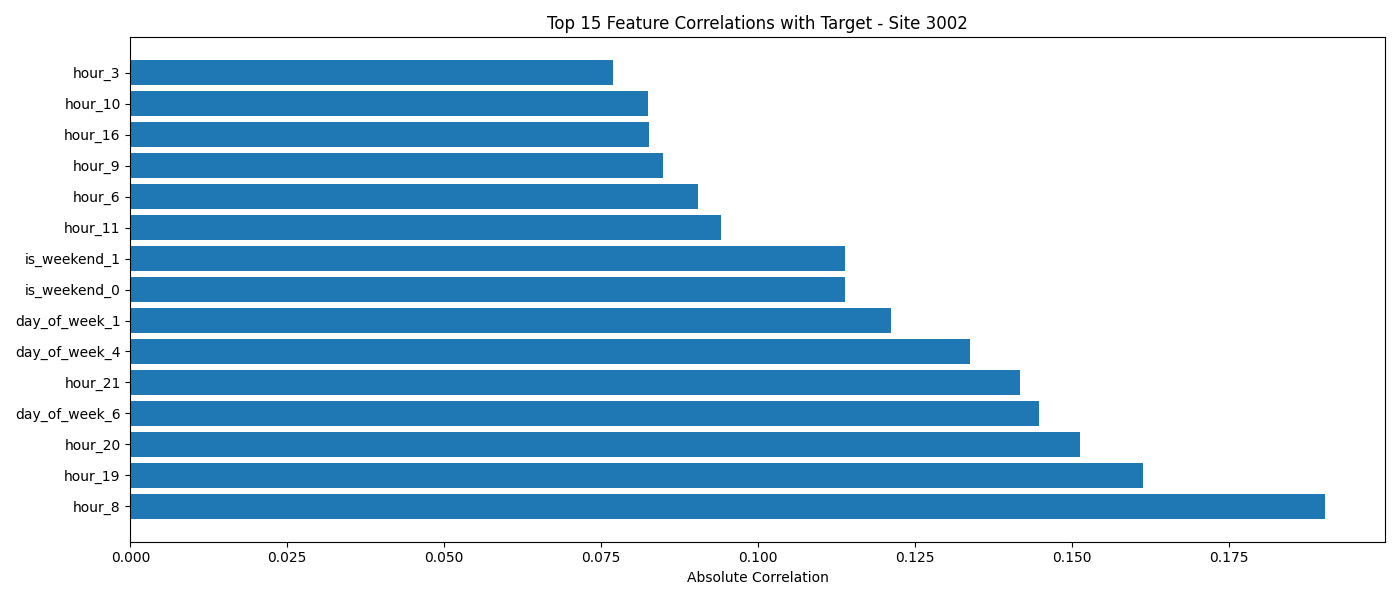 Top 15 Feature Correlations with Target - Site 3002
hour_3
hour_10
hour_16
hour_9
hour_6
hour_11
is_weekend_1
is_weekend_0
day_of_week_1
day_of_week_4
hour_21
day_of_week_6
hour_20
hour_19
hour_8
0.000 0.025 0.050 0.075 0.100 0.125 0.150 0.175
Absolute Correlation